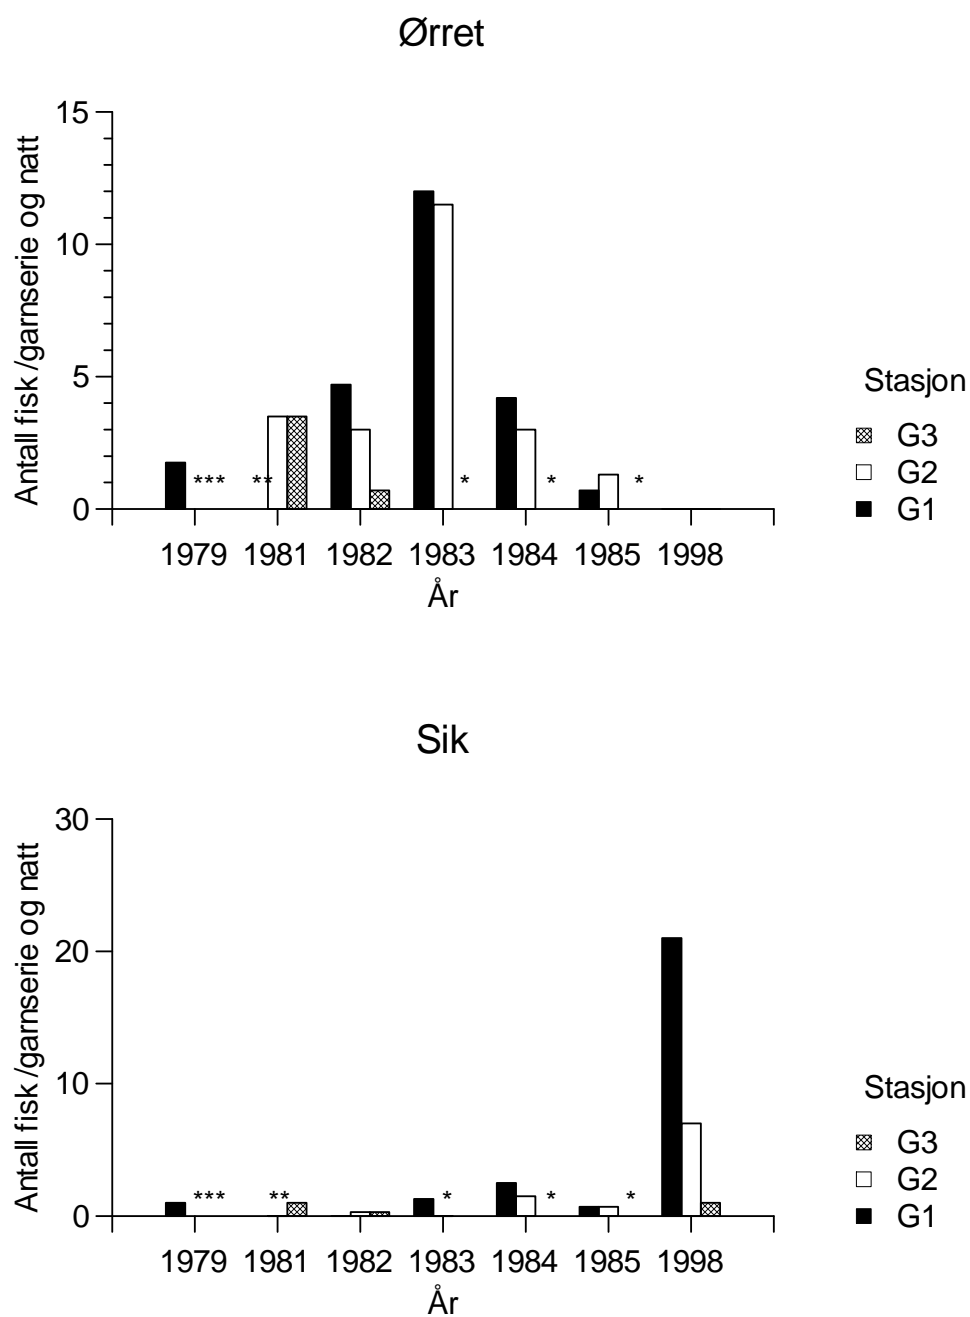 Ørret
15
10
5
0
Antall fisk /garnserie og natt
*** ** * * *
1979 1981 1982 1983 1984 1985 1998
År
Stasjon
G3
G2
G1
Sik
30
20
10
0
Antall fisk /garnserie og natt
*** ** * * *
1979 1981 1982 1983 1984 1985 1998
År
Stasjon
G3
G2
G1